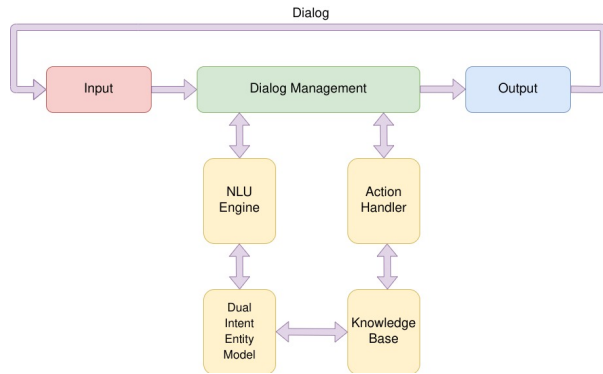 Dialog
Input
Dialog Management
Output
NLU
Engine
Action
Handler
Dual
Intent
Entity
Model
Knowledge
Base